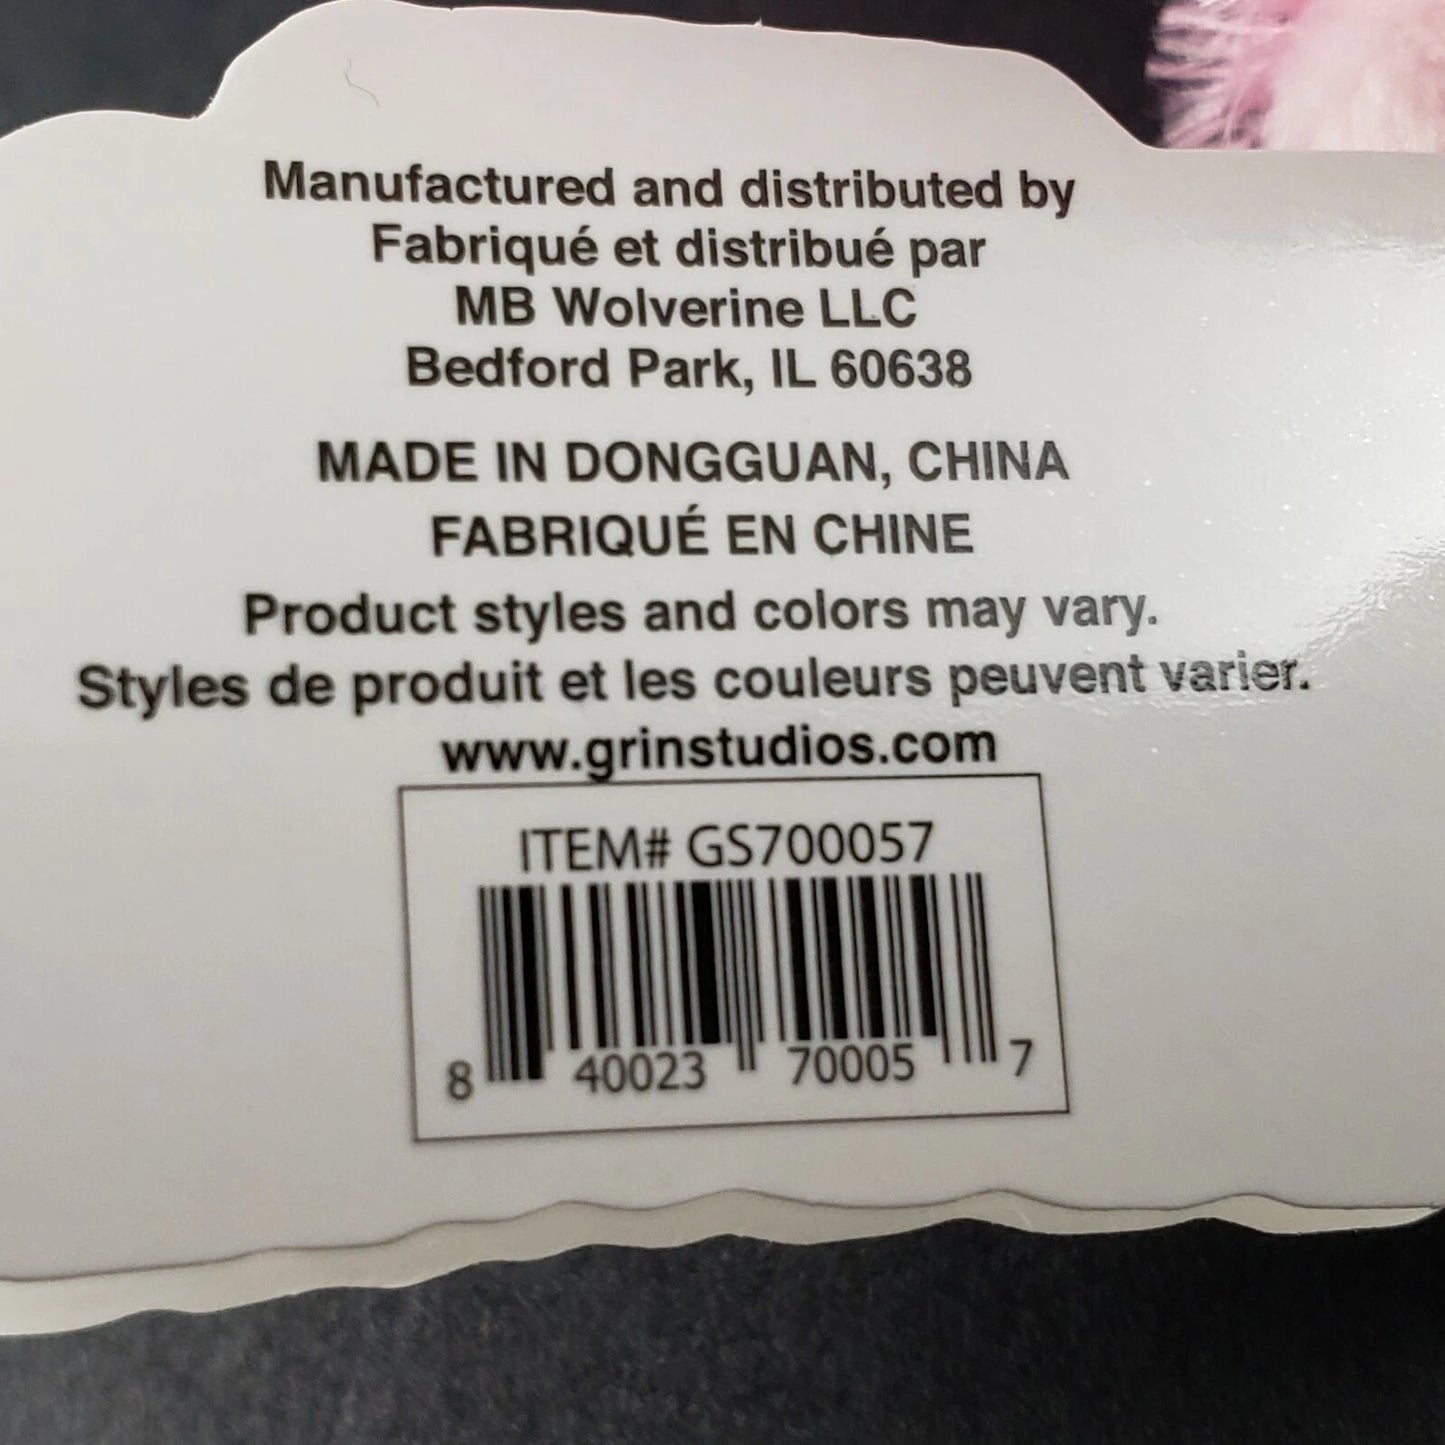 Manufactured and distributed by
Fabriqué et distribué par
MB Wolverine LLC
Bedford Park, IL 60638
MADE IN DONGGUAN, CHINA
FABRIQUÉ EN CHINE
Product styles and colors may vary.
Styles de produit et les couleurs peuvent varier.
www.grinstudios.com
ITEM# GS700057
8 40023 70005 7